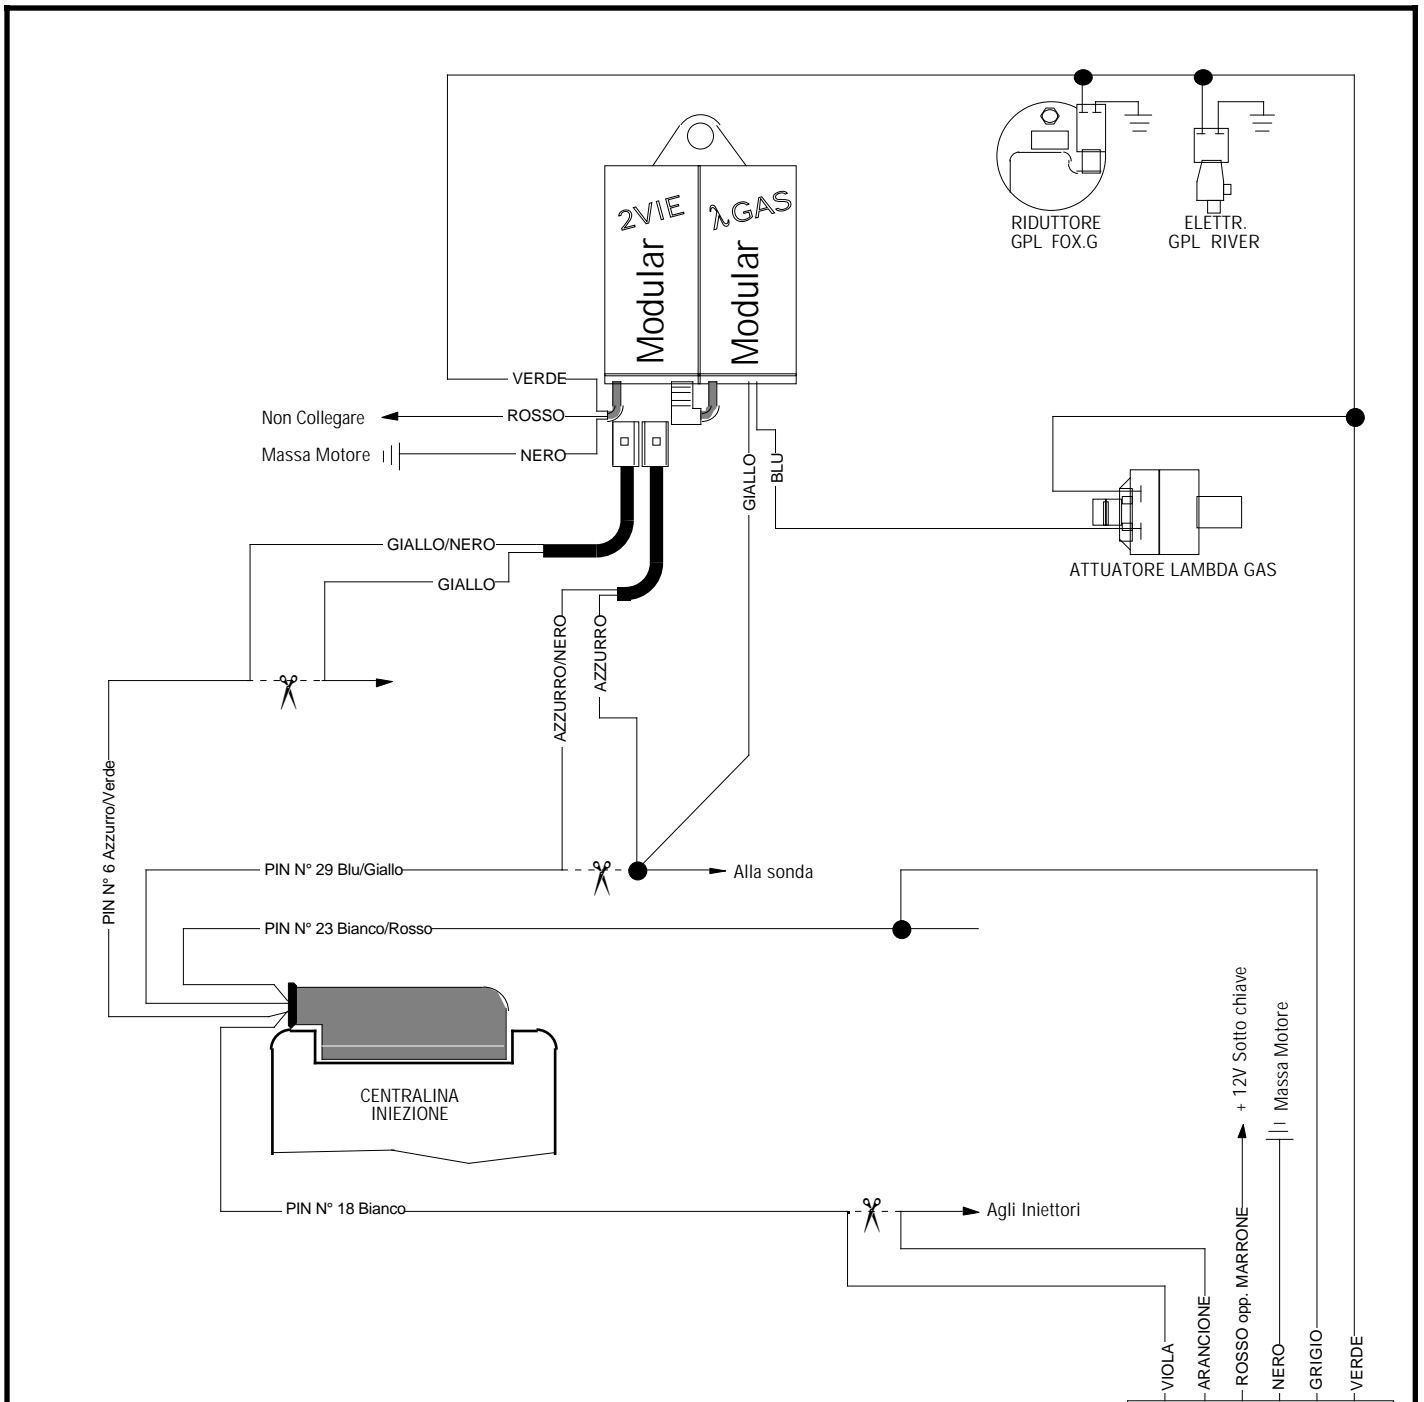 2VIE
λGAS
Modular
Modular
RIDUTTORE
GPL FOX.G
ELETTR.
GPL RIVER
VERDE
Non Collegare
ROSSO
Massa Motore
NERO
GIALLO
BLU
GIALLO/NERO
GIALLO
ATTUATORE LAMBDA GAS
AZZURRO/NERO
AZZURRO
PIN N° 6 Azzurro/Verde
PIN N° 29 Blu/Giallo
Alla sonda
PIN N° 23 Bianco/Rosso
CENTRALINA
INIEZIONE
+ 12V Sotto chiave
Massa Motore
PIN N° 18 Bianco
Agli Iniettori
VIOLA
ARANCIONE
ROSSO opp. MARRONE
NERO
GRIGIO
VERDE